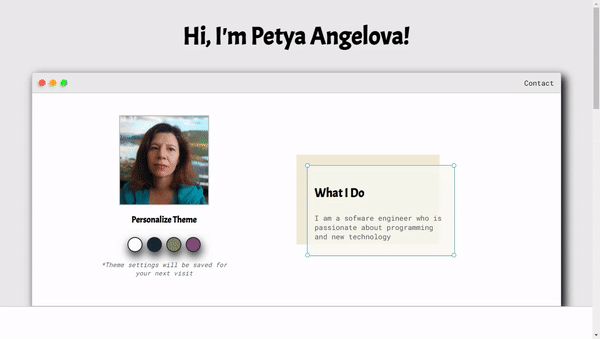 Hi, I'm Petya Angelova!
Contact
Personalize Theme
*Theme settings will be saved for
your next visit
What I Do
I am a sofware engineer who is
passionate about programming
and new technology